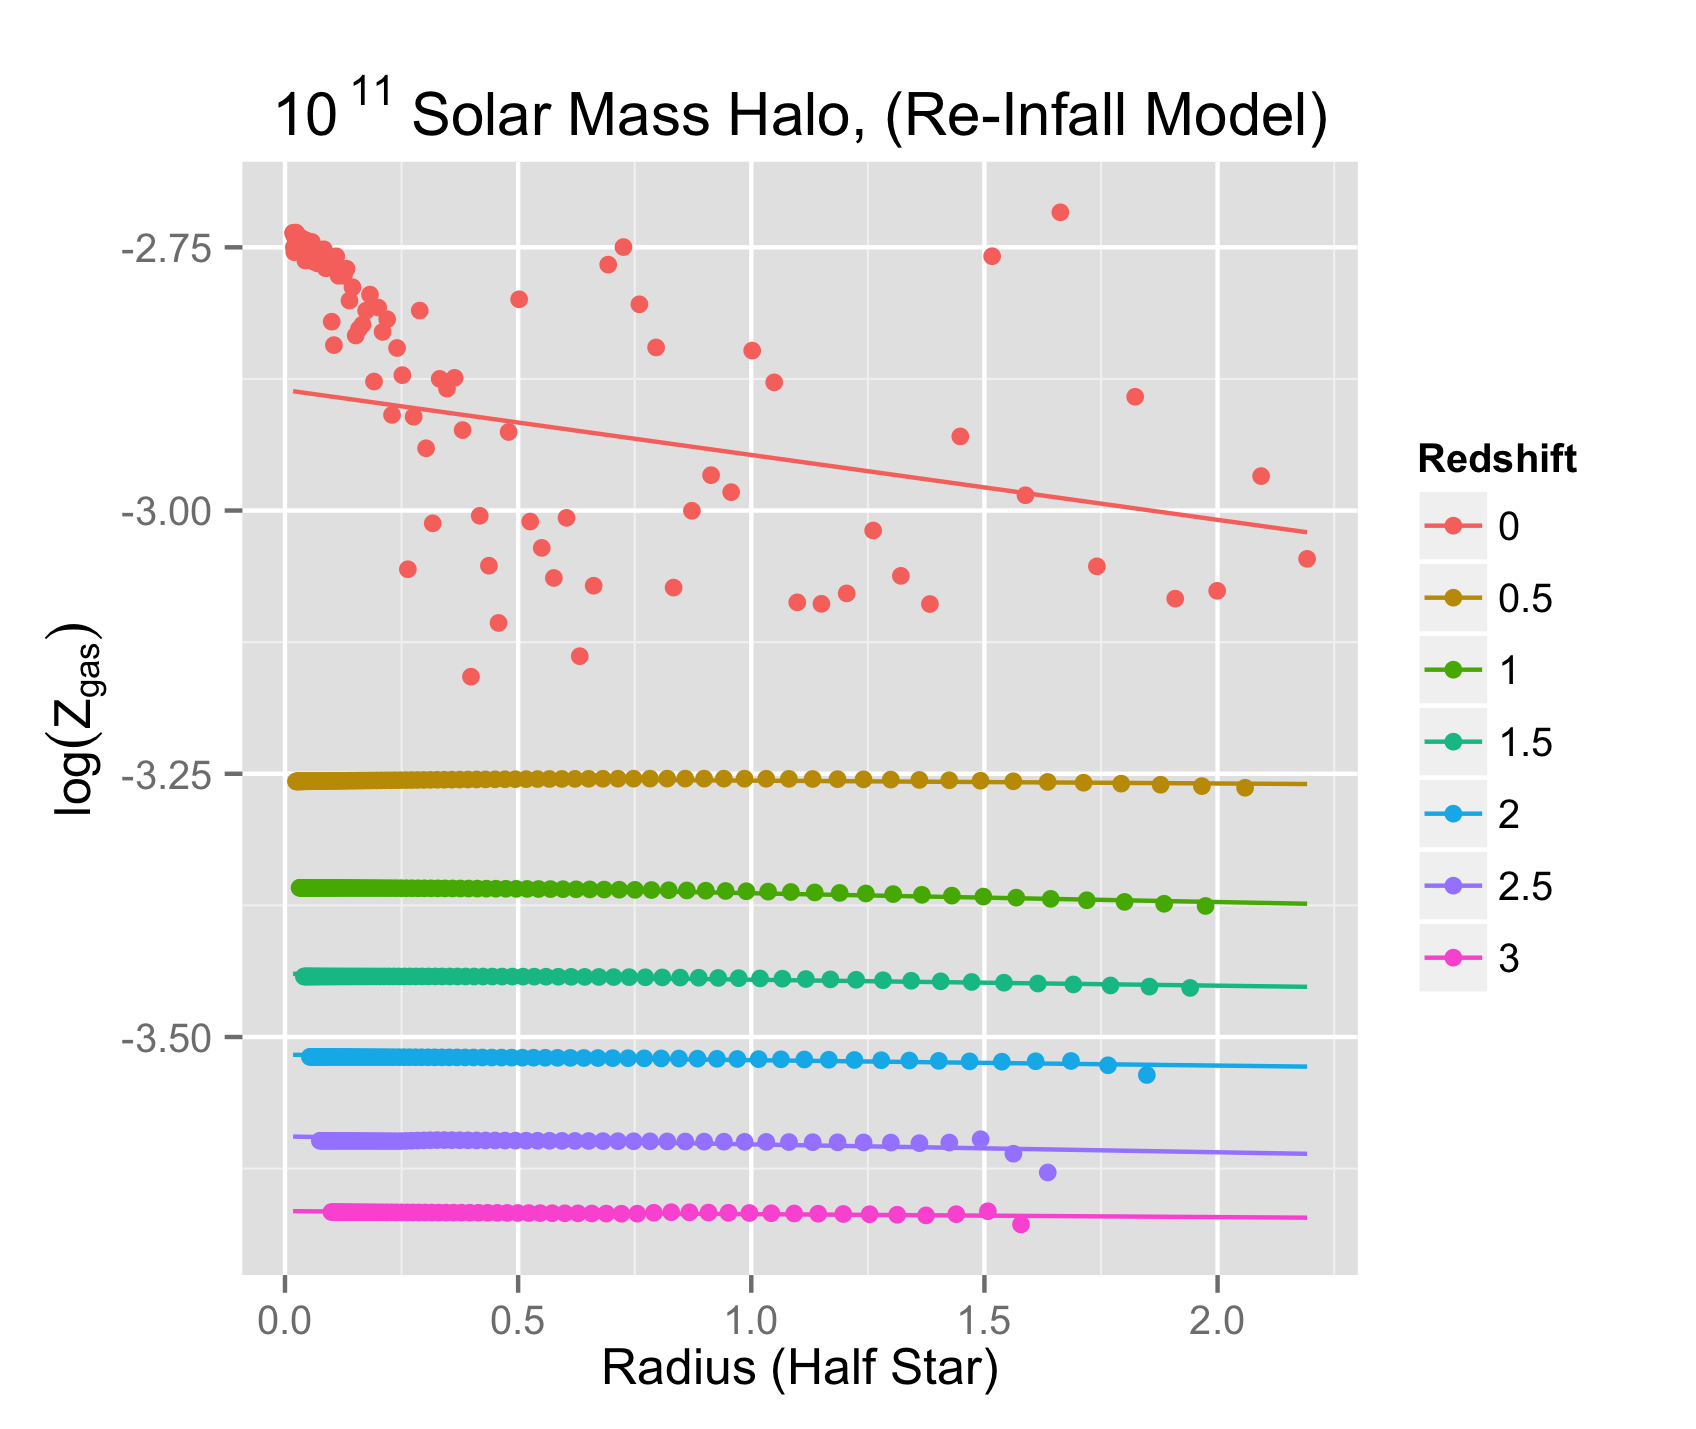 10 11 Solar Mass Halo, (Re-Infall Model)
-2.75
-3.00
-3.25
-3.50
log(Zgas)
0.0 0.5 1.0 1.5 2.0
Radius (Half Star)
Redshift
0
0.5
1
1.5
2
2.5
3